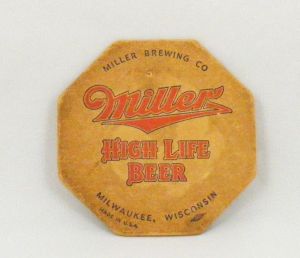 MILLER BREWING CO
Miller
HIGH LIFE
BEER
MILWAUKEE, WISCONSIN
MADE IN U.S.A.